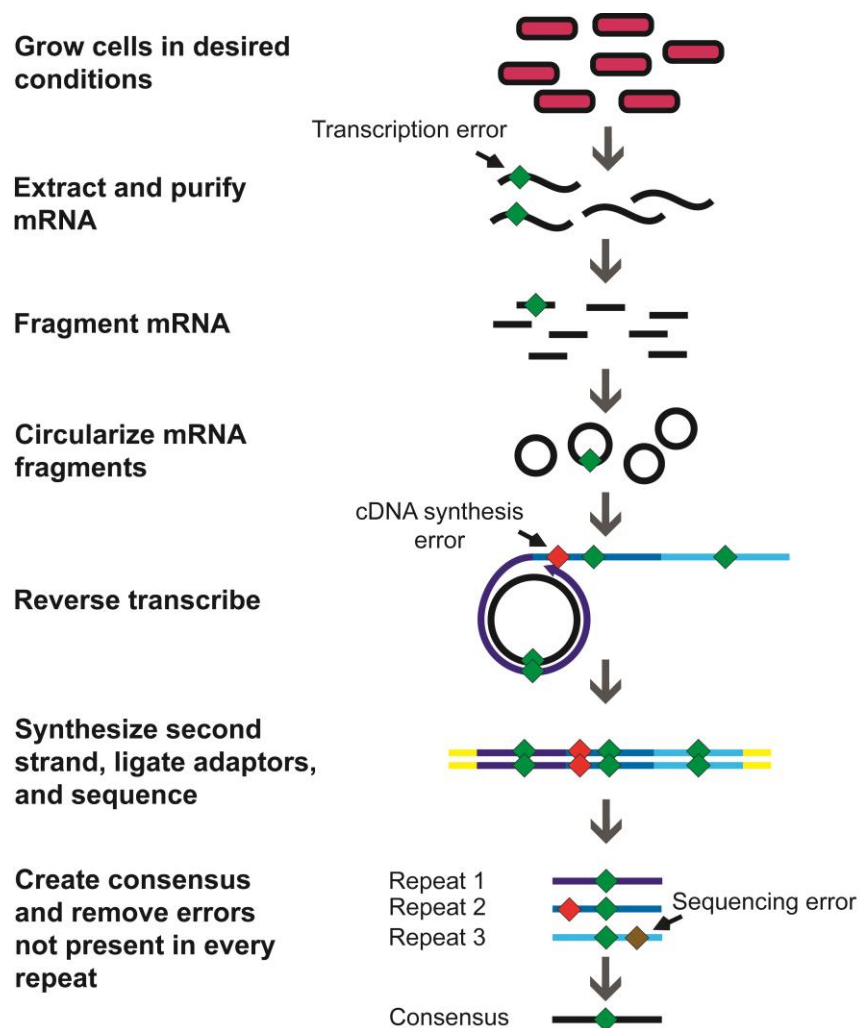 Grow cells in desired
conditions
Transcription error
Extract and purify
mRNA
Fragment mRNA
Circularize mRNA
fragments
cDNA synthesis
error
Reverse transcribe
Synthesize second
strand, ligate adaptors,
and sequence
Create consensus
and remove errors
not present in every
repeat
Repeat 1
Repeat 2
Repeat 3
Sequencing error
Consensus